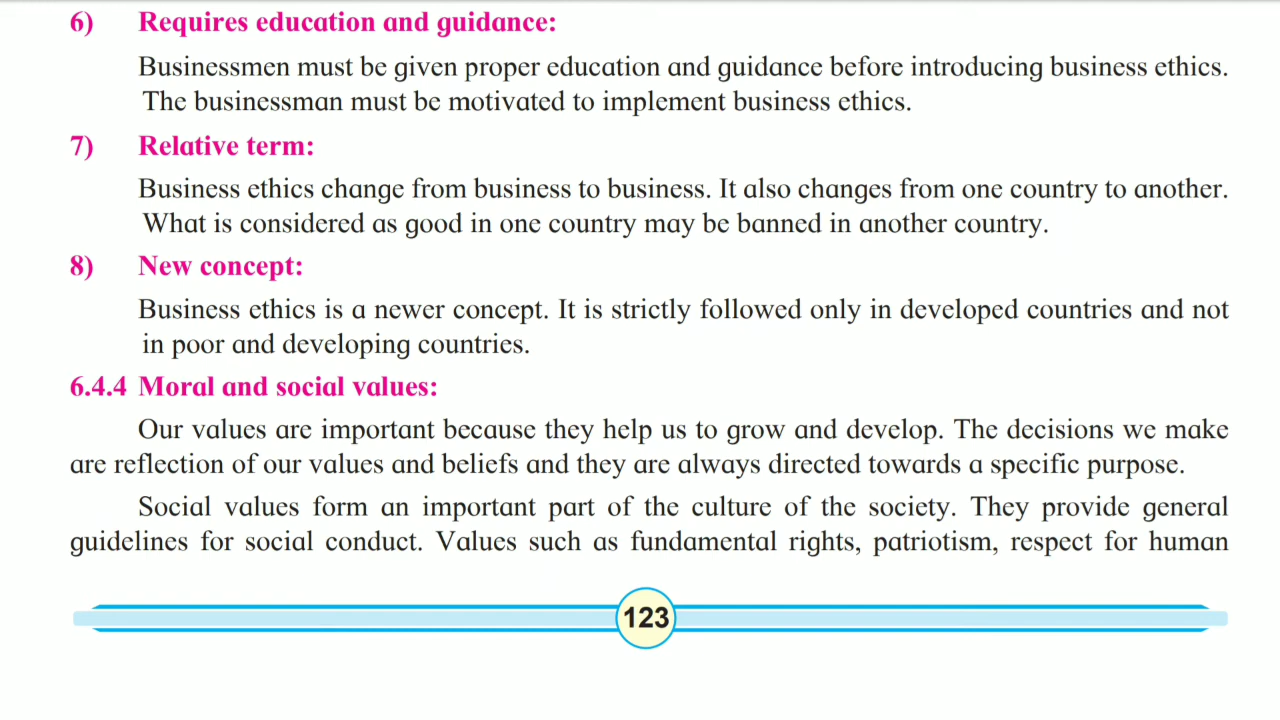 6) Requires education and guidance:
Businessmen must be given proper education and guidance before introducing business ethics.
The businessman must be motivated to implement business ethics.
7) Relative term:
Business ethics change from business to business. It also changes from one country to another.
What is considered as good in one country may be banned in another country.
8) New concept:
Business ethics is a newer concept. It is strictly followed only in developed countries and not
in poor and developing countries.
6.4.4 Moral and social values:
Our values are important because they help us to grow and develop. The decisions we make
are reflection of our values and beliefs and they are always directed towards a specific purpose.
Social values form an important part of the culture of the society. They provide general
guidelines for social conduct. Values such as fundamental rights, patriotism, respect for human
123